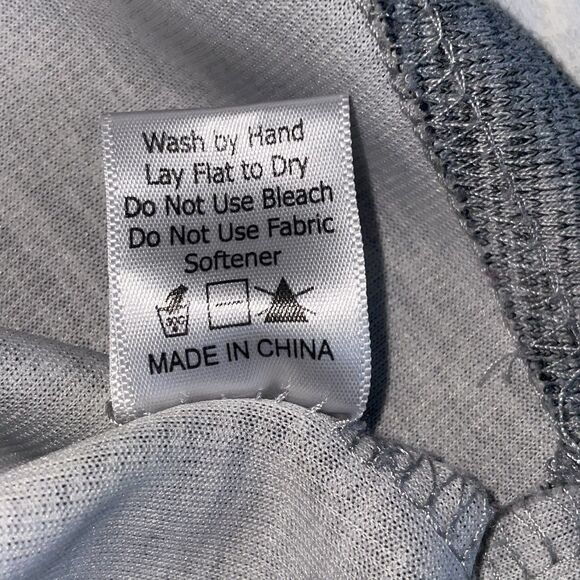 Wash by Hand
Lay Flat to Dry
Do Not Use Bleach
Do Not Use Fabric
Softener
30C
MADE IN CHINA